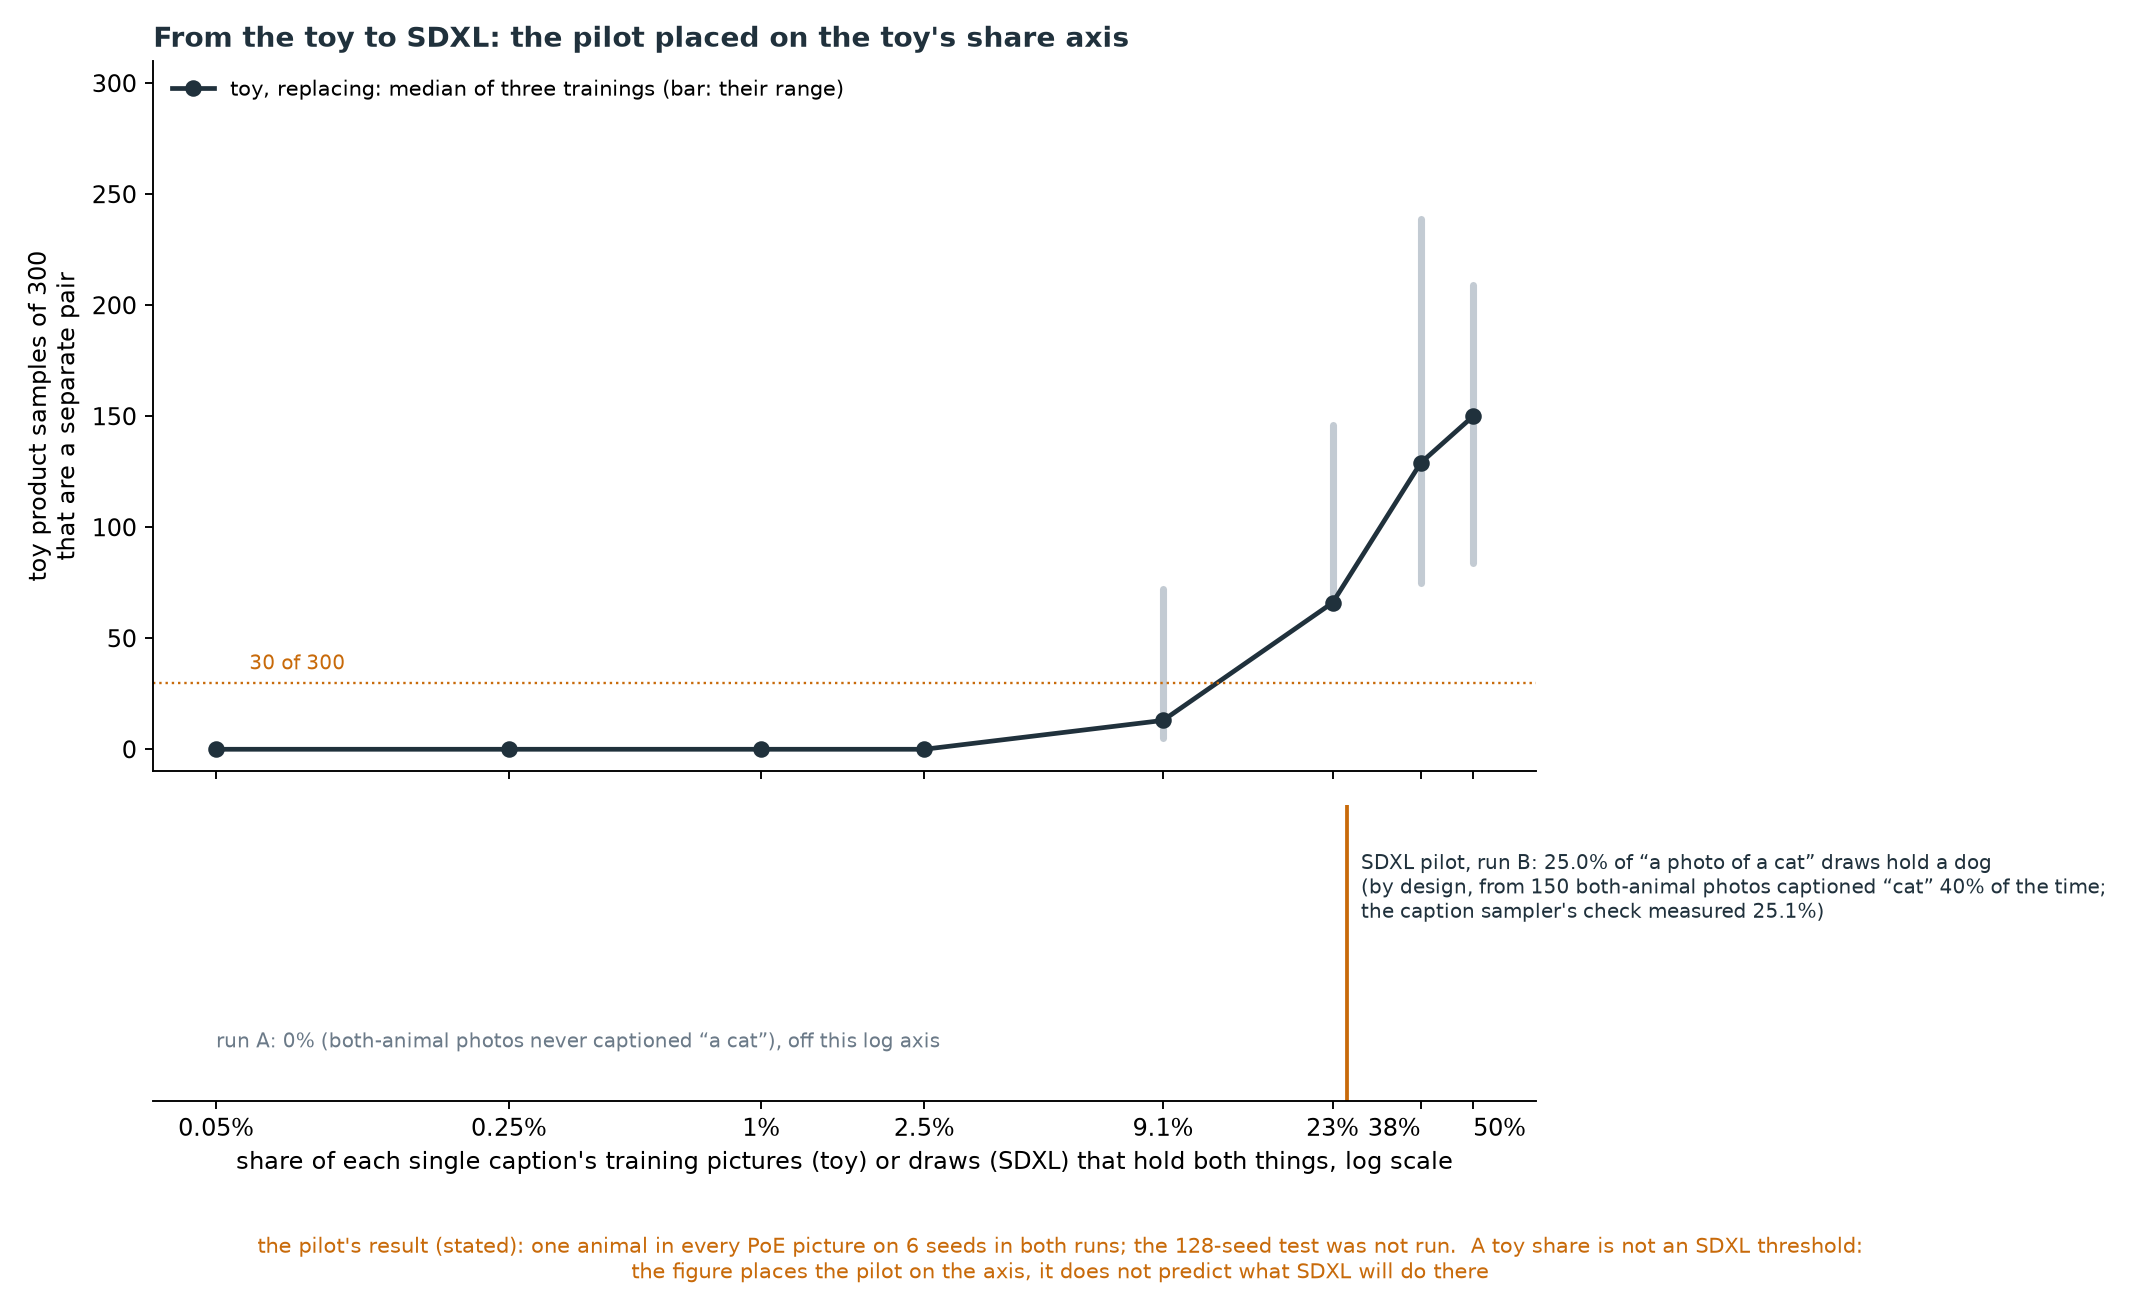 From the toy to SDXL: the pilot placed on the toy's share axis
toy, replacing: median of three trainings (bar: their range)
toy product samples of 300
that are a separate pair
300
250
200
150
100
50
0
30 of 300
SDXL pilot, run B: 25.0% of “a photo of a cat” draws hold a dog
(by design, from 150 both-animal photos captioned “cat” 40% of the time;
the caption sampler's check measured 25.1%)
run A: 0% (both-animal photos never captioned “a cat”), off this log axis
0.05% 0.25% 1% 2.5% 9.1% 23% 38% 50%
share of each single caption's training pictures (toy) or draws (SDXL) that hold both things, log scale
the pilot's result (stated): one animal in every PoE picture on 6 seeds in both runs; the 128-seed test was not run.  A toy share is not an SDXL threshold:
the figure places the pilot on the axis, it does not predict what SDXL will do there